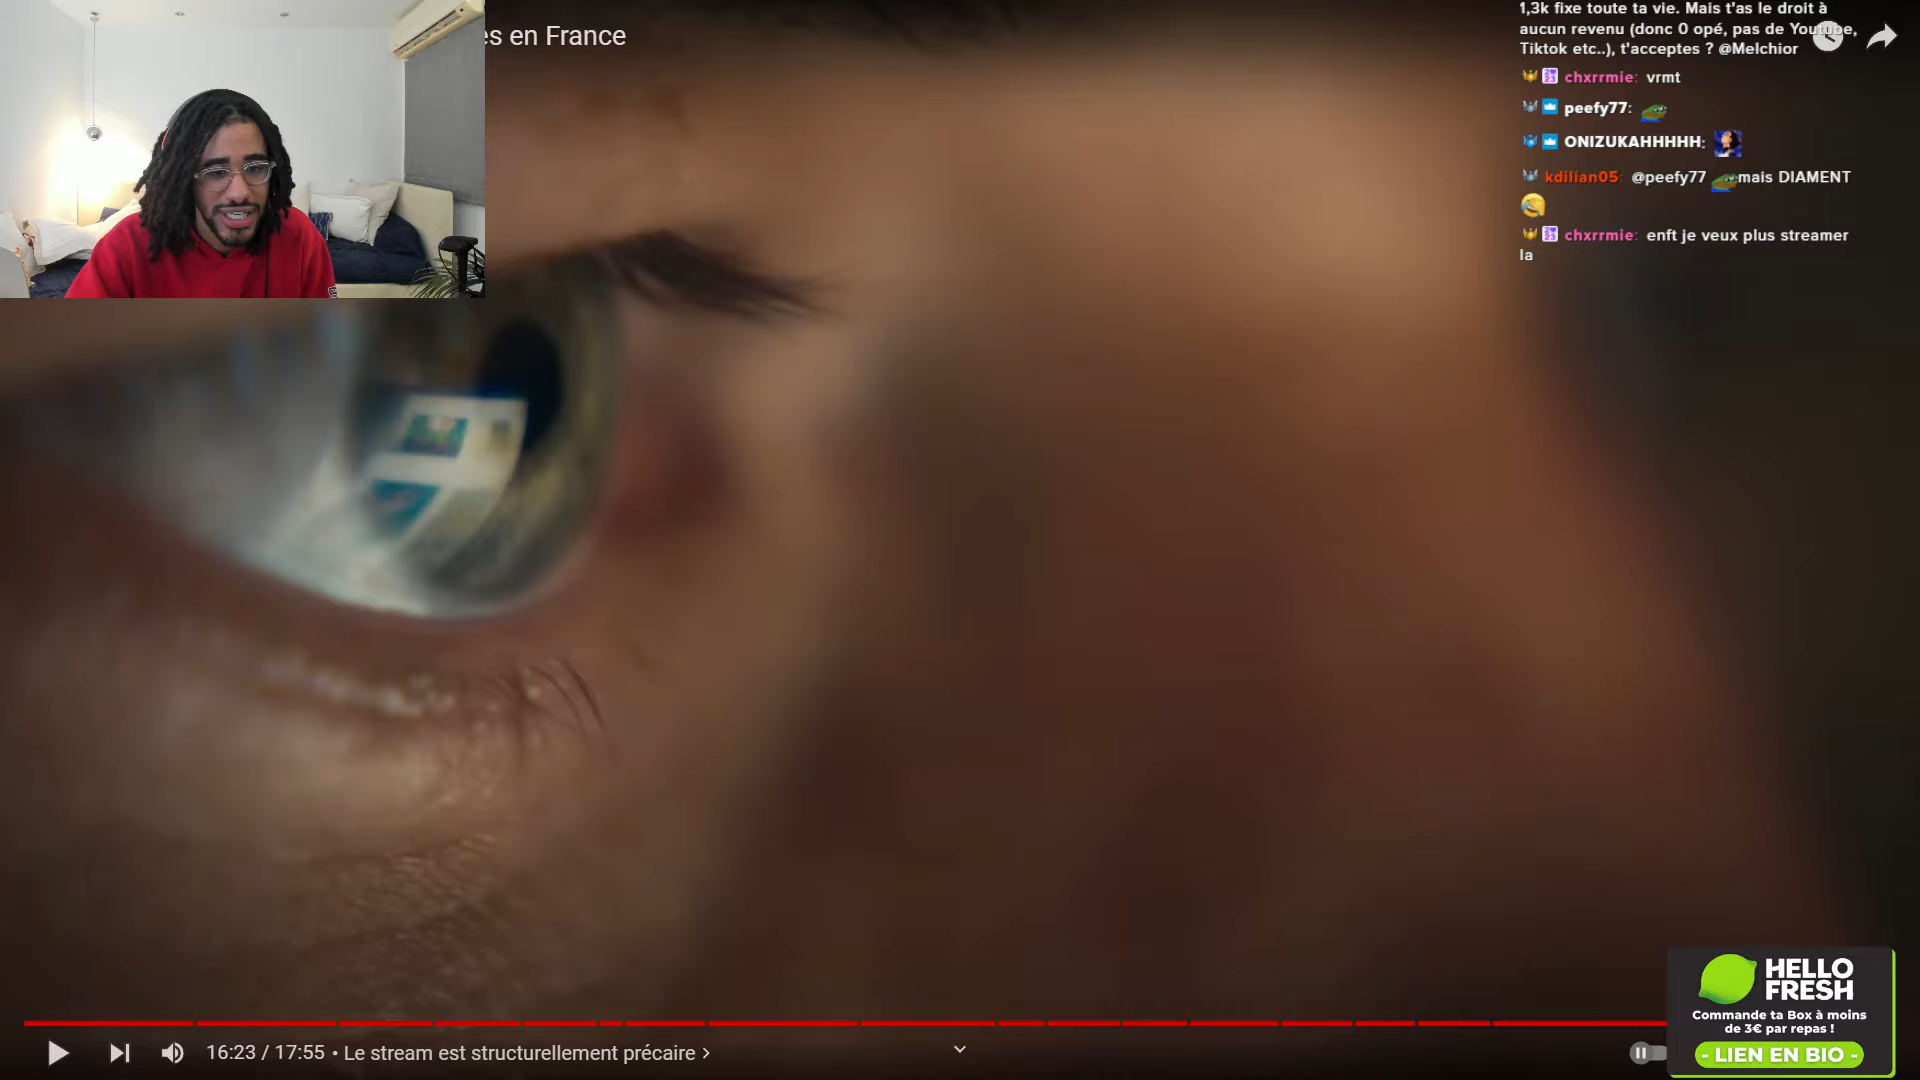 es en France
1,3k fixe toute ta vie. Mais t'as le droit à
aucun revenu (donc 0 opé, pas de Youtube,
Tiktok etc..), t'acceptes ? @Melchior
chxrrmie: vrmt
peefy77:
ONIZUKAHHHHH:
kdilian05: @peefy77 mais DIAMENT
chxrrmie: enft je veux plus streamer
la
HELLO
FRESH
Commande ta Box à moins
de 3€ par repas !
- LIEN EN BIO -
16:23 / 17:55 • Le stream est structurellement précaire >